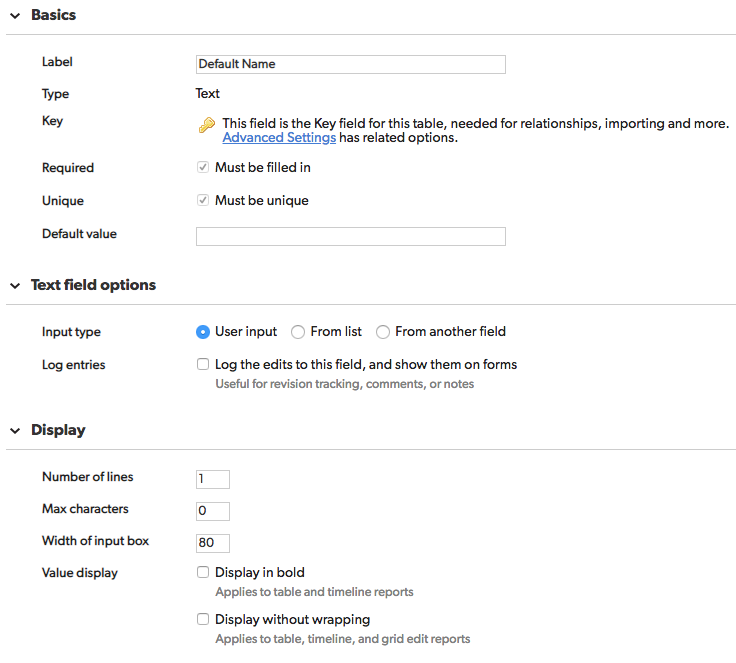 Basics
Label Default Name
Type Text
Key This field is the Key field for this table, needed for relationships, importing and more.
Advanced Settings has related options.
Required Must be filled in
Unique Must be unique
Default value
Text field options
Input type User input From list From another field
Log entries Log the edits to this field, and show them on forms
Useful for revision tracking, comments, or notes
Display
Number of lines 1
Max characters 0
Width of input box 80
Value display Display in bold
Applies to table and timeline reports
Display without wrapping
Applies to table, timeline, and grid edit reports